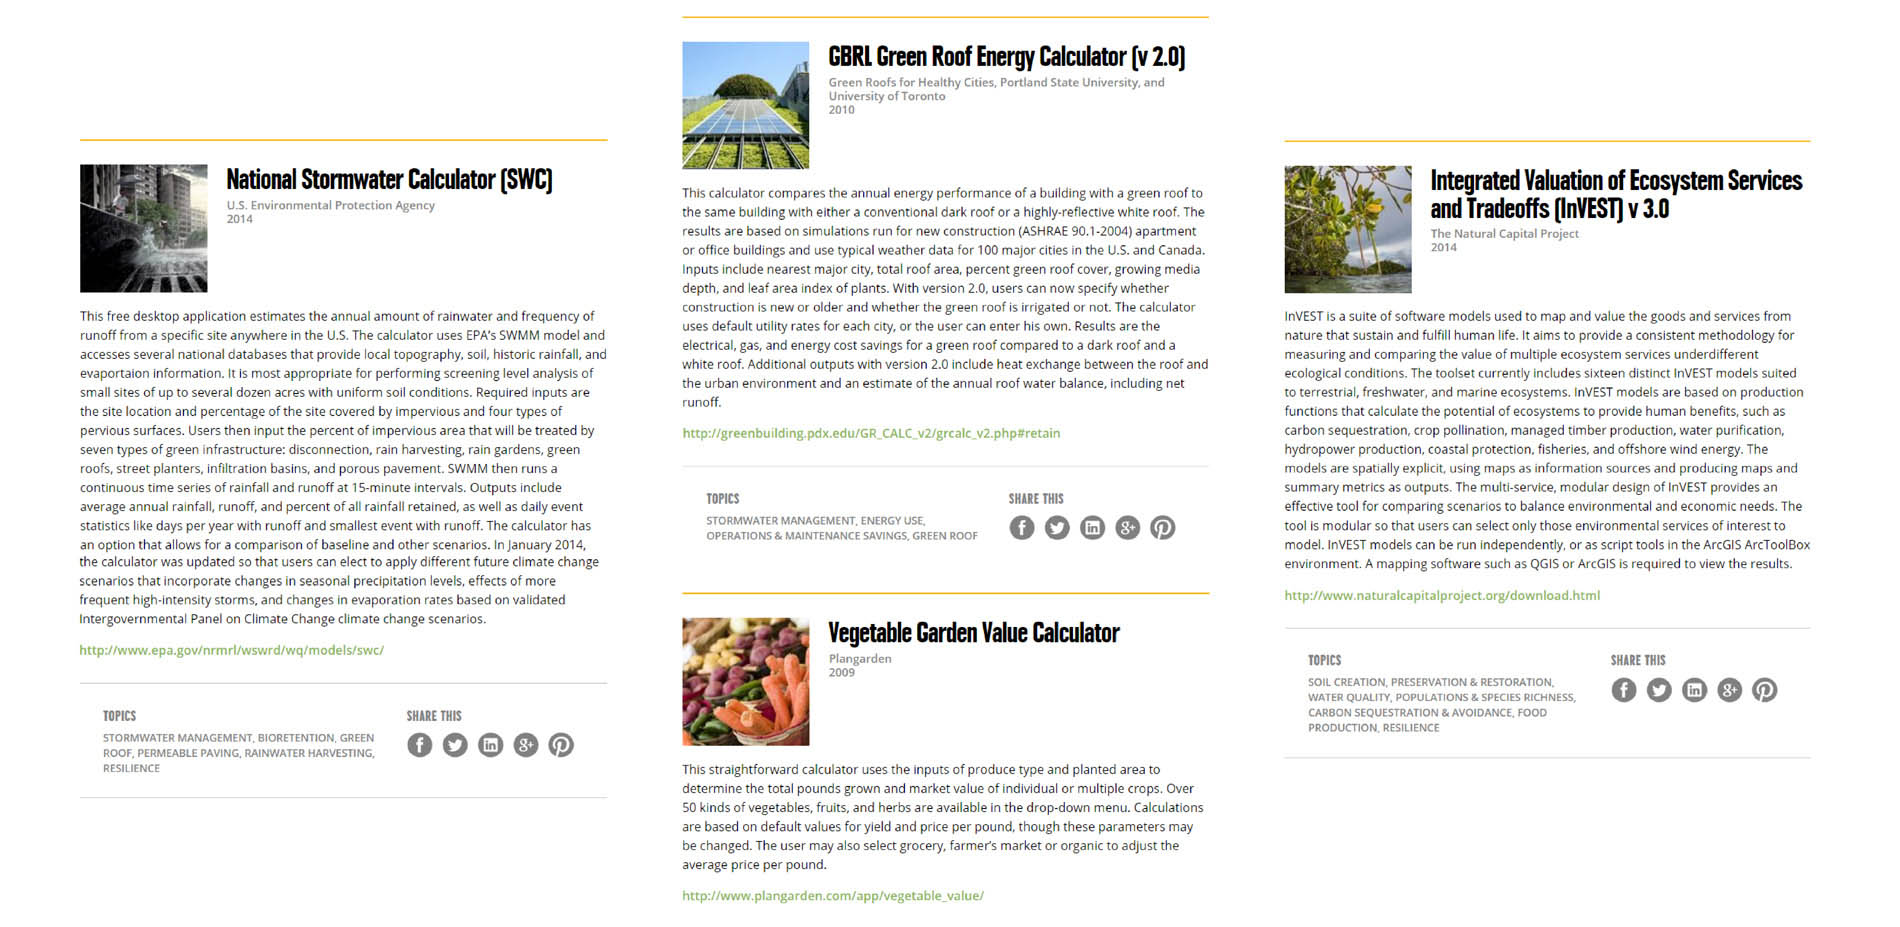 National Stormwater Calculator (SWC)
U.S. Environmental Protection Agency
2014
This free desktop application estimates the annual amount of rainwater and frequency of
runoff from a specific site anywhere in the U.S. The calculator uses EPA's SWMM model and
accesses several national databases that provide local topography, soil, historic rainfall, and
evaportaion information. It is most appropriate for performing screening level analysis of
small sites of up to several dozen acres with uniform soil conditions. Required inputs are
the site location and percentage of the site covered by impervious and four types of
pervious surfaces. Users then input the percent of impervious area that will be treated by
seven types of green infrastructure: disconnection, rain harvesting, rain gardens, green
roofs, street planters, infiltration basins, and porous pavement. SWMM then runs a
continuous time series of rainfall and runoff at 15-minute intervals. Outputs include
average annual rainfall, runoff, and percent of all rainfall retained, as well as daily event
statistics like days per year with runoff and smallest event with runoff. The calculator has
an option that allows for a comparison of baseline and other scenarios. In January 2014,
the calculator was updated so that users can elect to apply different future climate change
scenarios that incorporate changes in seasonal precipitation levels, effects of more
frequent high-intensity storms, and changes in evaporation rates based on validated
Intergovernmental Panel on Climate Change climate change scenarios.
http://www.epa.gov/nrmrl/wswrd/wq/models/swc/
TOPICS
STORMWATER MANAGEMENT, BIORETENTION, GREEN
ROOF, PERMEABLE PAVING, RAINWATER HARVESTING,
RESILIENCE
SHARE THIS
GBRL Green Roof Energy Calculator (v 2.0)
Green Roofs for Healthy Cities, Portland State University, and
University of Toronto
2010
This calculator compares the annual energy performance of a building with a green roof to
the same building with either a conventional dark roof or a highly-reflective white roof. The
results are based on simulations run for new construction (ASHRAE 90.1-2004) apartment
or office buildings and use typical weather data for 100 major cities in the U.S. and Canada.
Inputs include nearest major city, total roof area, percent green roof cover, growing media
depth, and leaf area index of plants. With version 2.0, users can now specify whether
construction is new or older and whether the green roof is irrigated or not. The calculator
uses default utility rates for each city, or the user can enter his own. Results are the
electrical, gas, and energy cost savings for a green roof compared to a dark roof and a
white roof. Additional outputs with version 2.0 include heat exchange between the roof and
the urban environment and an estimate of the annual roof water balance, including net
runoff.
http://greenbuilding.pdx.edu/GR_CALC_v2/grcalc_v2.php#retain
TOPICS
STORMWATER MANAGEMENT, ENERGY USE,
OPERATIONS & MAINTENANCE SAVINGS, GREEN ROOF
SHARE THIS
Vegetable Garden Value Calculator
Plangarden
2009
This straightforward calculator uses the inputs of produce type and planted area to
determine the total pounds grown and market value of individual or multiple crops. Over
50 kinds of vegetables, fruits, and herbs are available in the drop-down menu. Calculations
are based on default values for yield and price per pound, though these parameters may
be changed. The user may also select grocery, farmer's market or organic to adjust the
average price per pound.
http://www.plangarden.com/app/vegetable_value/
Integrated Valuation of Ecosystem Services
and Tradeoffs (InVEST) v 3.0
The Natural Capital Project
2014
InVEST is a suite of software models used to map and value the goods and services from
nature that sustain and fulfill human life. It aims to provide a consistent methodology for
measuring and comparing the value of multiple ecosystem services underdifferent
ecological conditions. The toolset currently includes sixteen distinct InVEST models suited
to terrestrial, freshwater, and marine ecosystems. InVEST models are based on production
functions that calculate the potential of ecosystems to provide human benefits, such as
carbon sequestration, crop pollination, managed timber production, water purification,
hydropower production, coastal protection, fisheries, and offshore wind energy. The
models are spatially explicit, using maps as information sources and producing maps and
summary metrics as outputs. The multi-service, modular design of InVEST provides an
effective tool for comparing scenarios to balance environmental and economic needs. The
tool is modular so that users can select only those environmental services of interest to
model. InVEST models can be run independently, or as script tools in the ArcGIS ArcToolBox
environment. A mapping software such as QGIS or ArcGIS is required to view the results.
http://www.naturalcapitalproject.org/download.html
TOPICS
SOIL CREATION, PRESERVATION & RESTORATION,
WATER QUALITY, POPULATIONS & SPECIES RICHNESS,
CARBON SEQUESTRATION & AVOIDANCE, FOOD
PRODUCTION, RESILIENCE
SHARE THIS